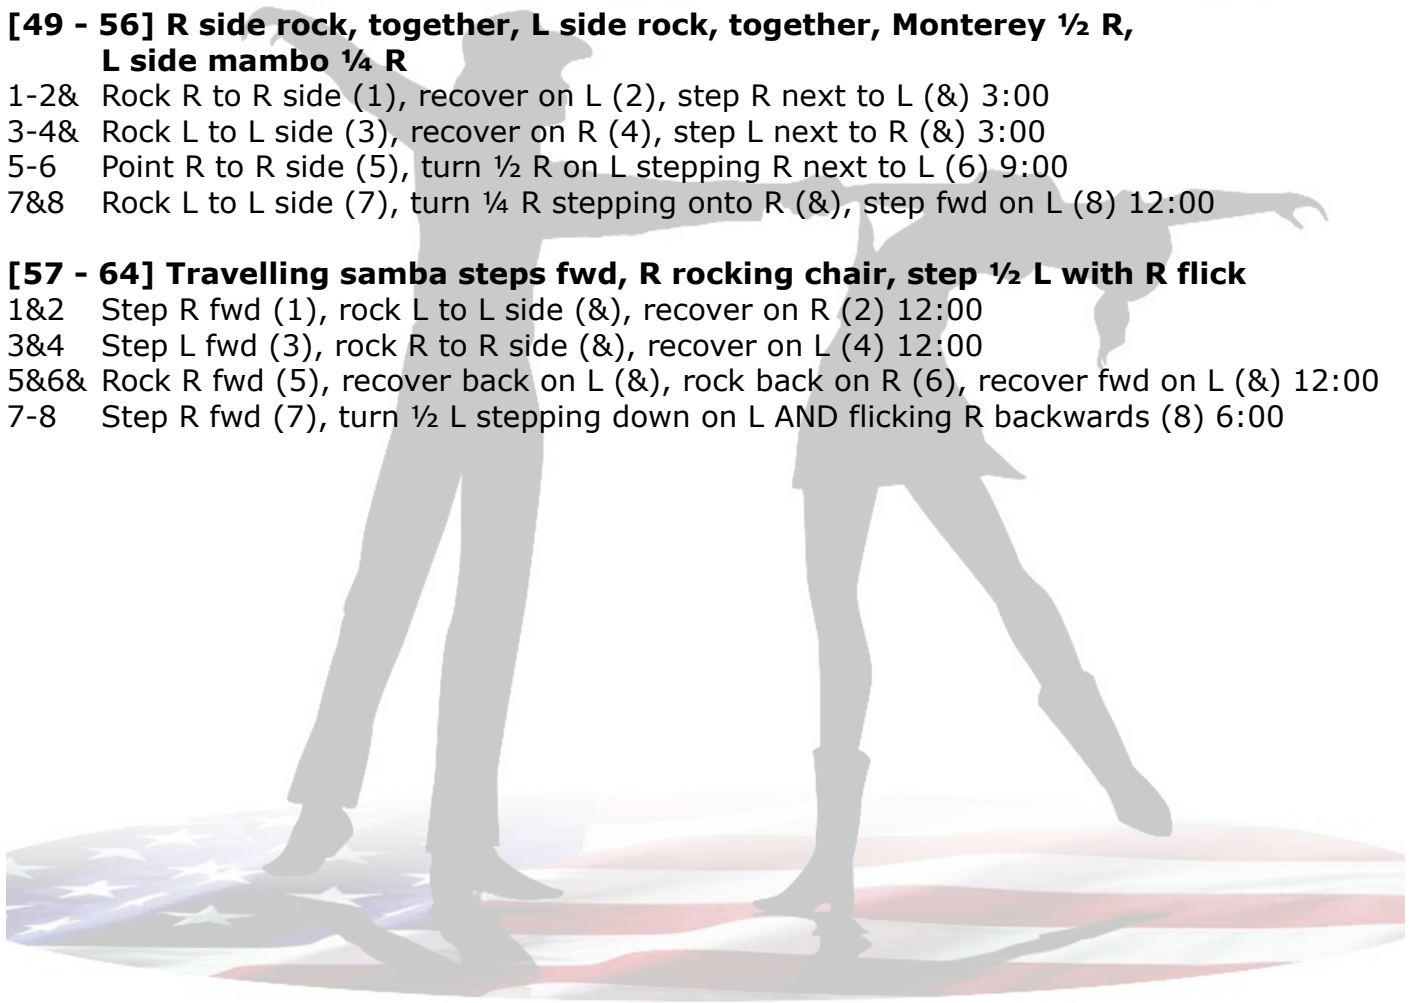 [49 - 56] R side rock, together, L side rock, together, Monterey ½ R,
L side mambo ¼ R
1-2& Rock R to R side (1), recover on L (2), step R next to L (&) 3:00
3-4& Rock L to L side (3), recover on R (4), step L next to R (&) 3:00
5-6 Point R to R side (5), turn ½ R on L stepping R next to L (6) 9:00
7&8 Rock L to L side (7), turn ¼ R stepping onto R (&), step fwd on L (8) 12:00
[57 - 64] Travelling samba steps fwd, R rocking chair, step ½ L with R flick
1&2 Step R fwd (1), rock L to L side (&), recover on R (2) 12:00
3&4 Step L fwd (3), rock R to R side (&), recover on L (4) 12:00
5&6& Rock R fwd (5), recover back on L (&), rock back on R (6), recover fwd on L (&) 12:00
7-8 Step R fwd (7), turn ½ L stepping down on L AND flicking R backwards (8) 6:00